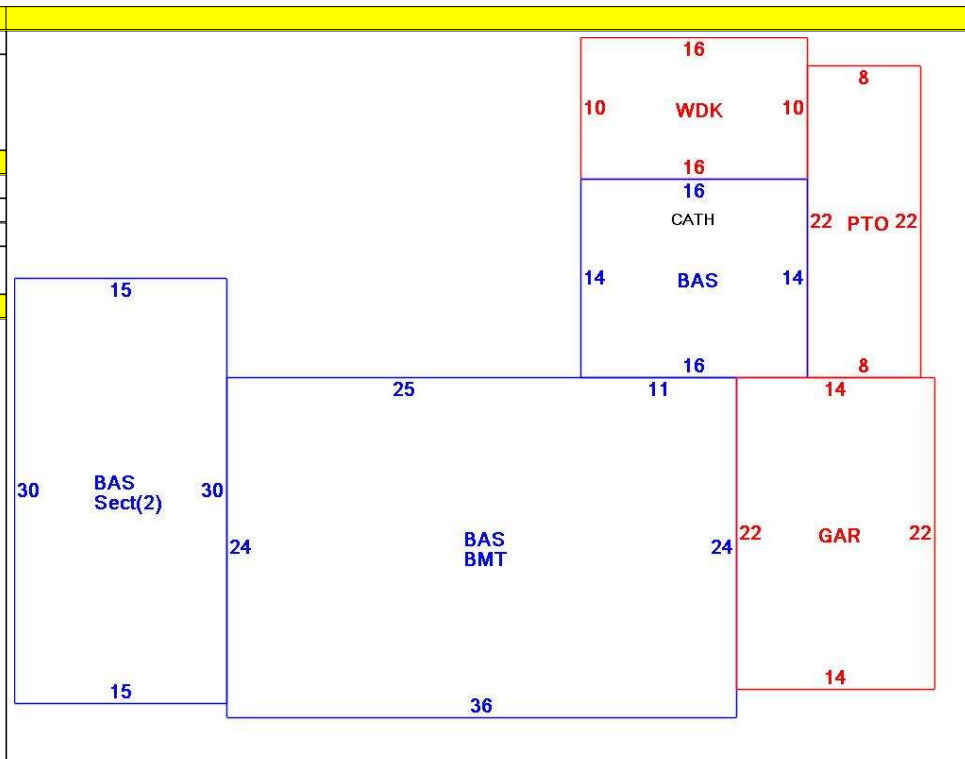 16
8
10 WDK 10
16
16
CATH
22 PTO 22
14 BAS 14
15
16
8
25
11
14
30 BAS 30
Sect(2)
24
BAS
BMT
24
22 GAR 22
15
14
36